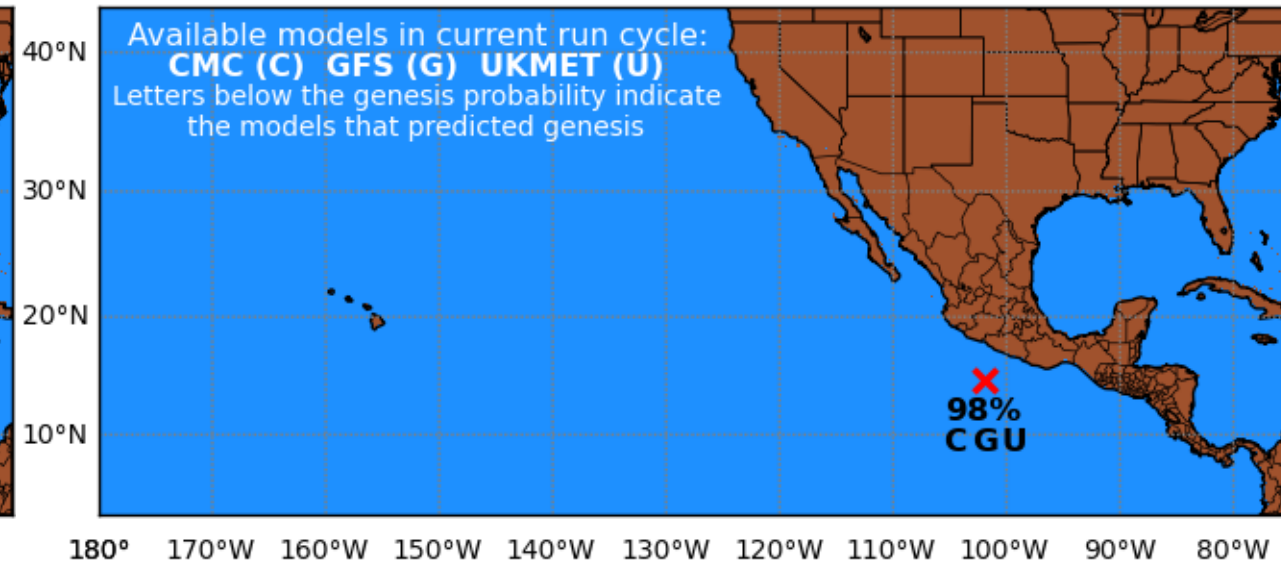 Available models in current run cycle:
CMC (C) GFS (G) UKMET (U)
Letters below the genesis probability indicate
the models that predicted genesis
40°N
30°N
20°N
10°N
98%
C G U
180° 170°W 160°W 150°W 140°W 130°W 120°W 110°W 100°W 90°W 80°W